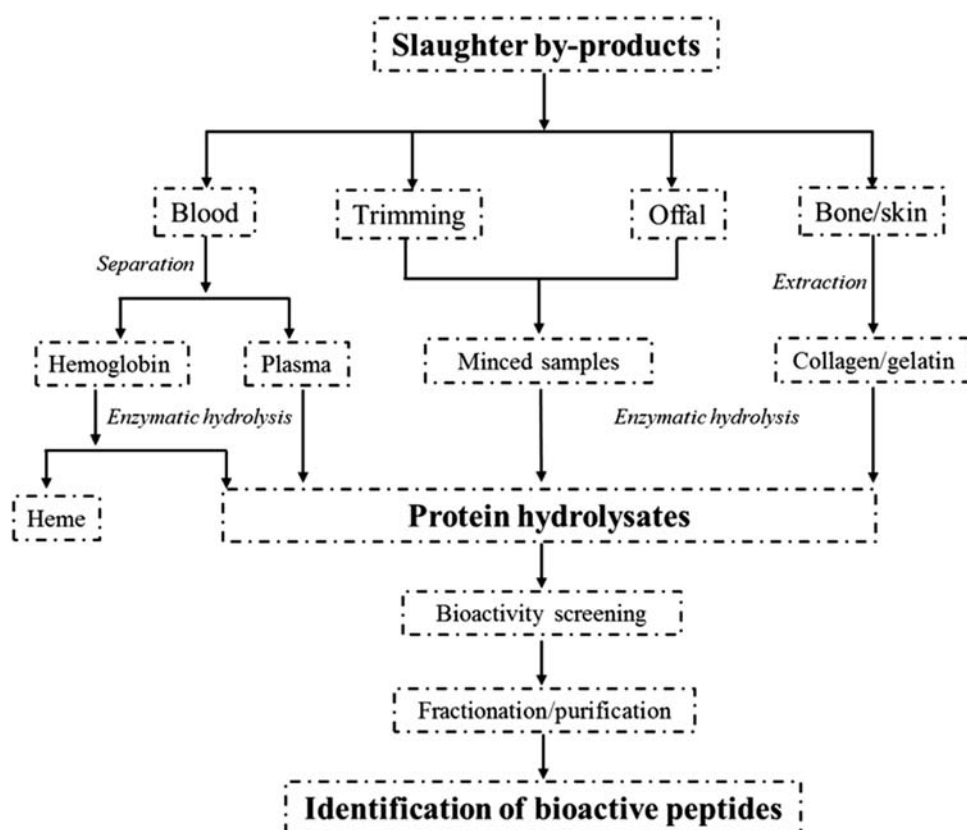 Slaughter by-products
Blood
Trimming
Offal
Bone/skin
Separation
Extraction
Hemoglobin
Plasma
Minced samples
Collagen/gelatin
Enzymatic hydrolysis
Enzymatic hydrolysis
Heme
Protein hydrolysates
Bioactivity screening
Fractionation/purification
Identification of bioactive peptides